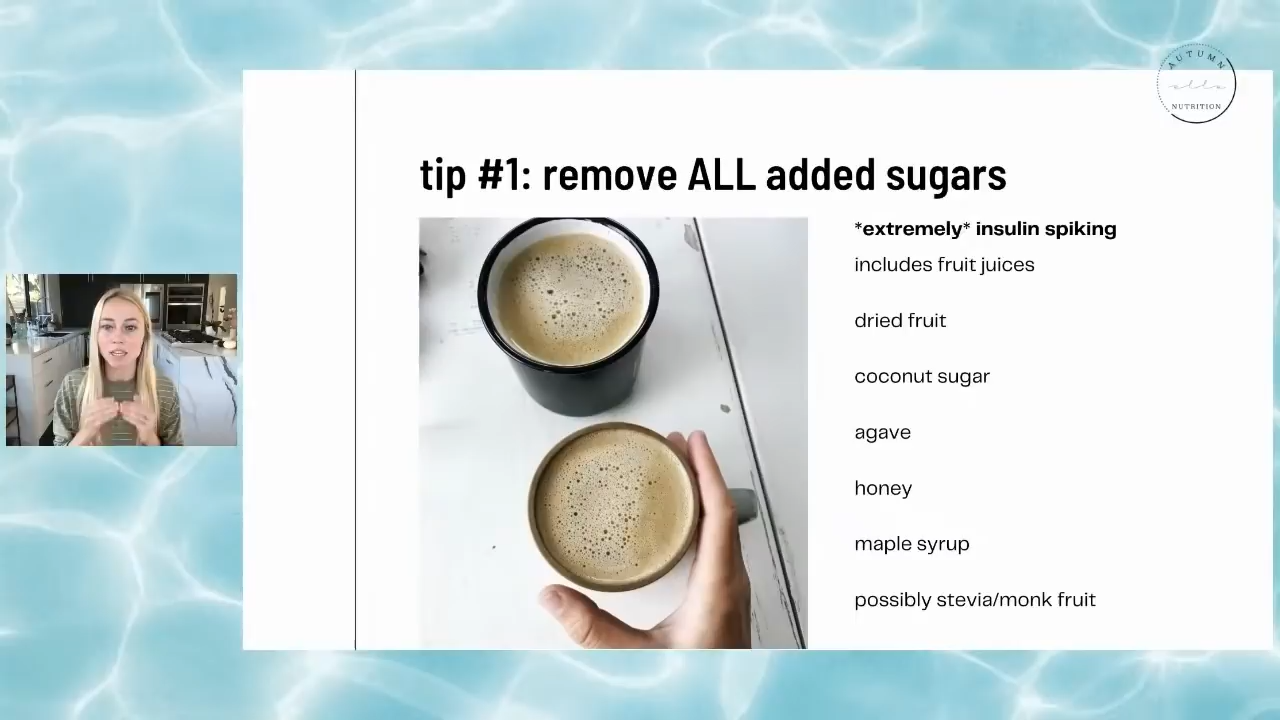 AUTUMN
elle
NUTRITION
tip #1: remove ALL added sugars
*extremely* insulin spiking
includes fruit juices
dried fruit
coconut sugar
agave
honey
maple syrup
possibly stevia/monk fruit